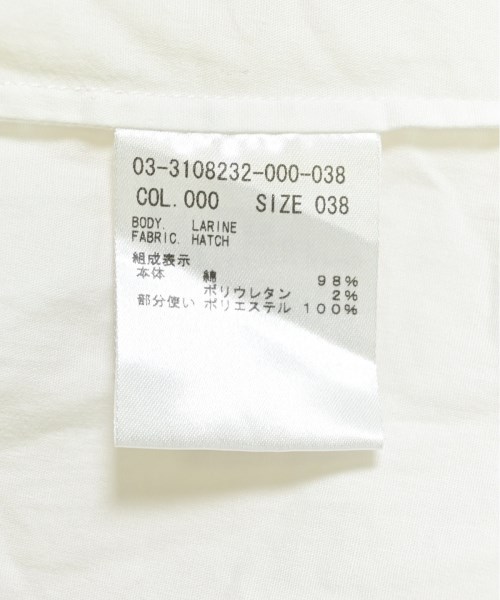 03-3108232-000-038
COL.000 SIZE 038
BODY. LARINE
FABRIC. HATCH
組成表示
本体 綿 98%
ポリウレタン 2%
部分使い ポリエステル 100%